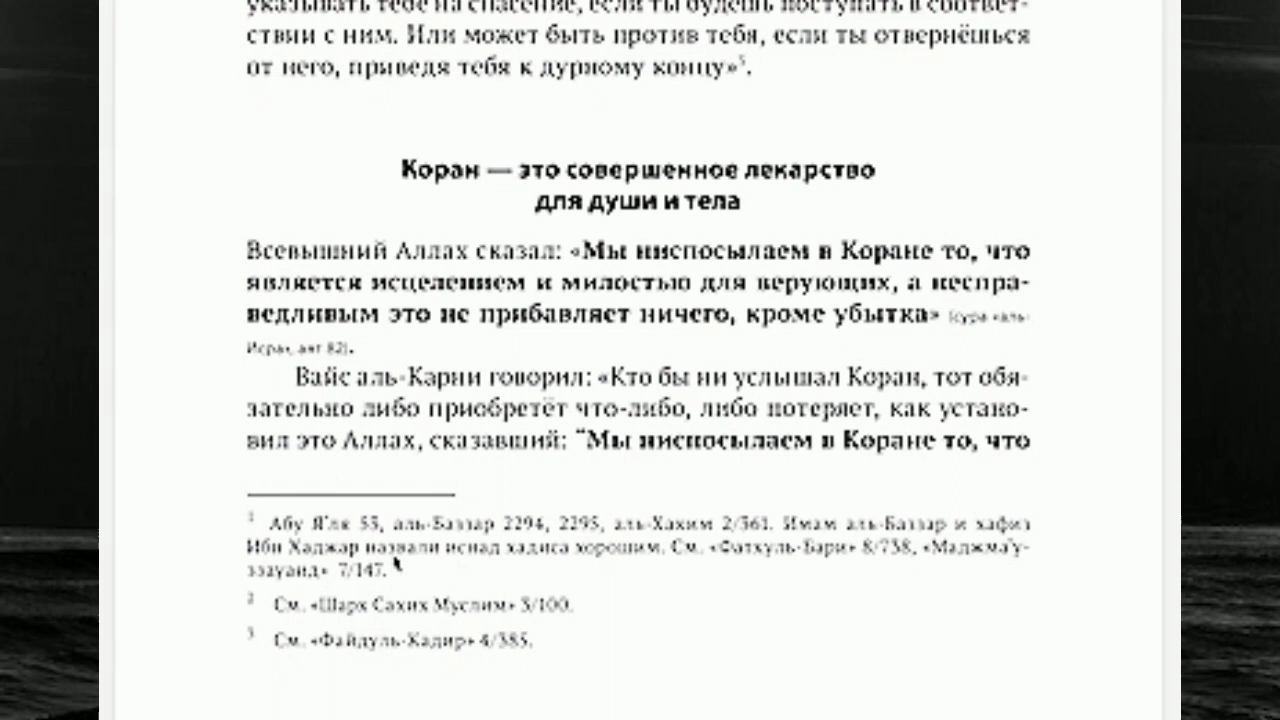 указывать тебе на спасение, если ты будешь поступать в соответ-
ствии с ним. Или может быть против тебя, если ты отвернёшься
от него, приведя тебя к дурному концу»³.
Коран — это совершенное лекарство
для души и тела
Всевышний Аллах сказал: «Мы ниспосылаем в Коране то, что
является исцелением и милостью для верующих, а неспра-
ведливым это не прибавляет ничего, кроме убытка» (сура «аль-
Исра», аят 82).
Вайс аль-Карни говорил: «Кто бы ни услышал Коран, тот обя-
зательно либо приобретёт что-либо, либо потеряет, как устано-
вил это Аллах, сказавший: “Мы ниспосылаем в Коране то, что
¹ Абу Я'ля 53, аль-Баззар 2294, 2295, аль-Хаким 2/361. Имам аль-Баззар и хафиз
Ибн Хаджар назвали иснад хадиса хорошим. См. «Фатхуль-Бари» 8/738, «Маджма'у-
ззауаид» 7/147.
² См. «Шарх Сахих Муслим» 3/100.
³ См. «Файдуль-Кадир» 4/385.